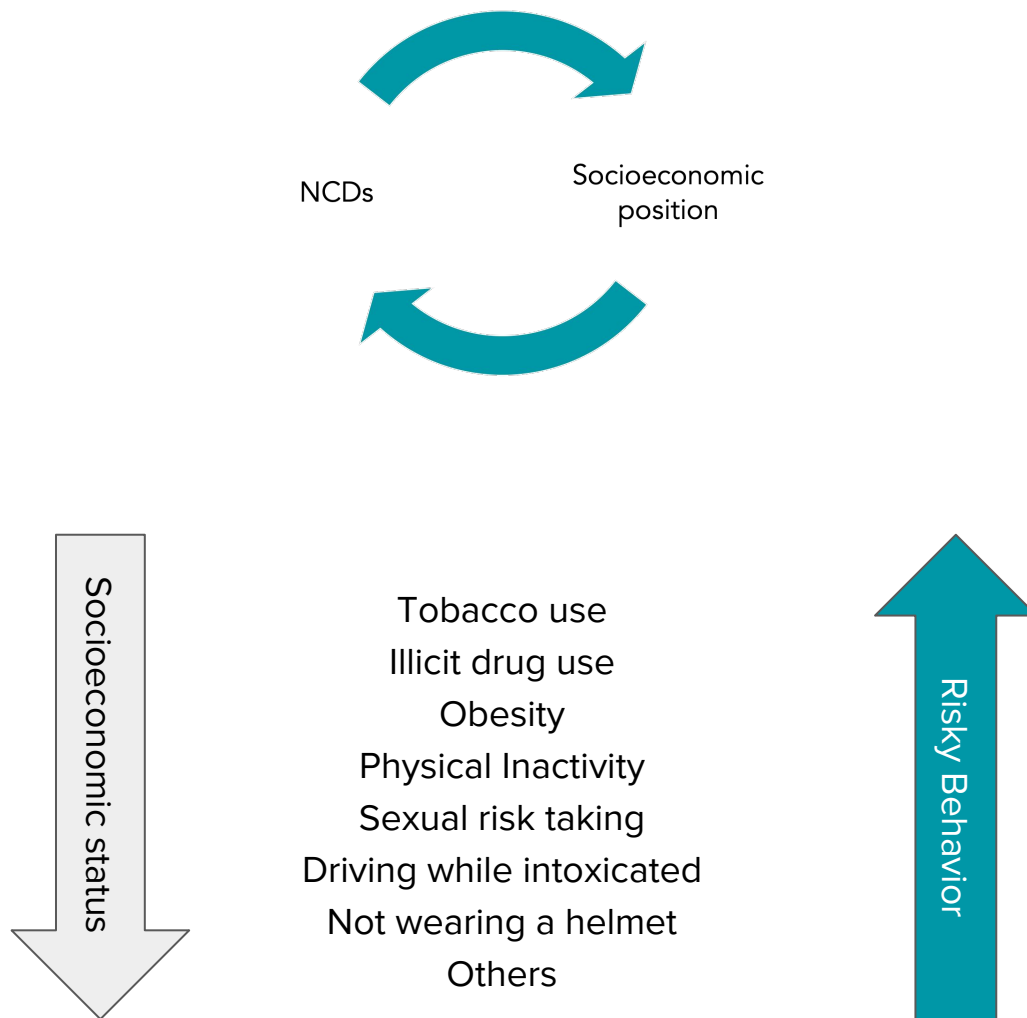 NCDs
Socioeconomic
position
Socioeconomic status
Tobacco use
Illicit drug use
Obesity
Physical Inactivity
Sexual risk taking
Driving while intoxicated
Not wearing a helmet
Others
Risky Behavior